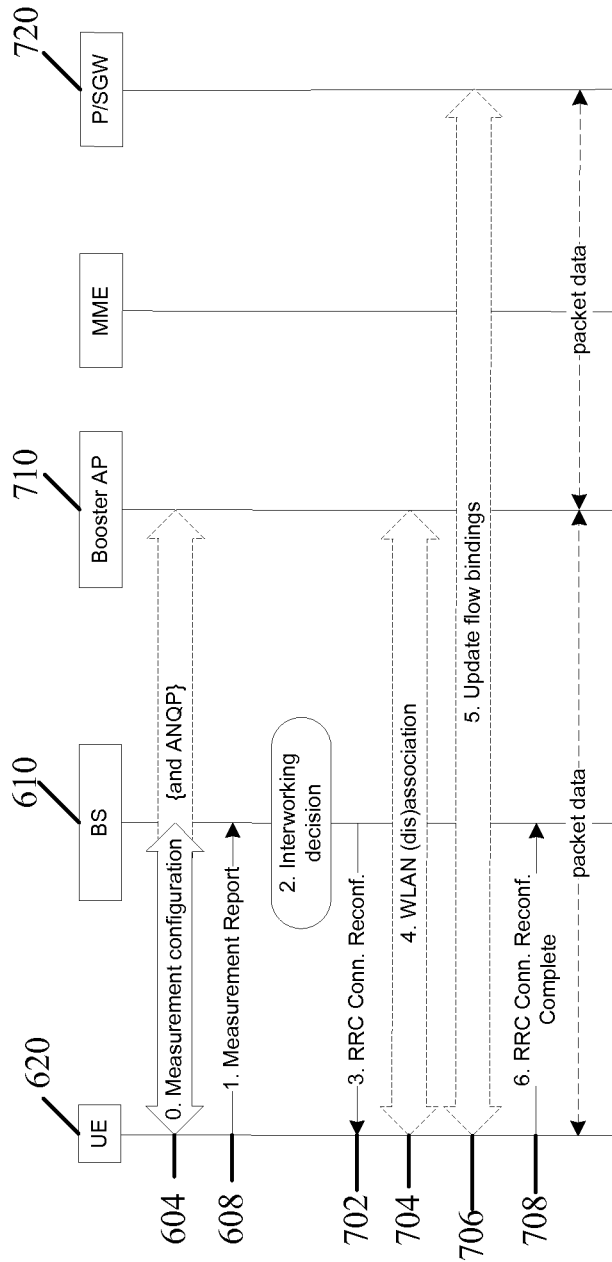 620
610
710
720
UE
BS
Booster AP
MME
P/SGW
604
0. Measurement configuration
{and ANQP}
608
1. Measurement Report
2. Interworking
decision
702
3. RRC Conn. Reconf.
704
4. WLAN (dis)association
706
5. Update flow bindings
708
6. RRC Conn. Reconf.
Complete
packet data
packet data